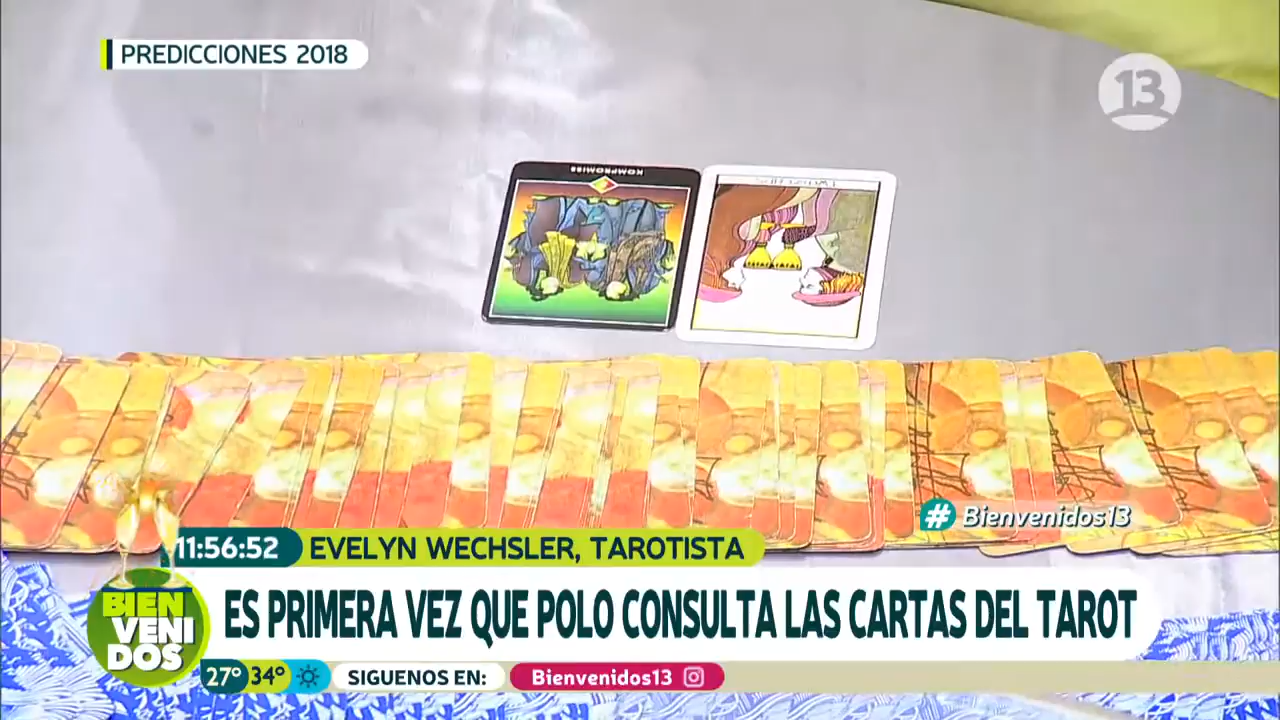 PREDICCIONES 2018
13
KOMPROMISS
#Bienvenidos13
11:56:52
EVELYN WECHSLER, TAROTISTA
ES PRIMERA VEZ QUE POLO CONSULTA LAS CARTAS DEL TAROT
BIEN
VENI
DOS
27° 34°
SIGUENOS EN:
Bienvenidos13